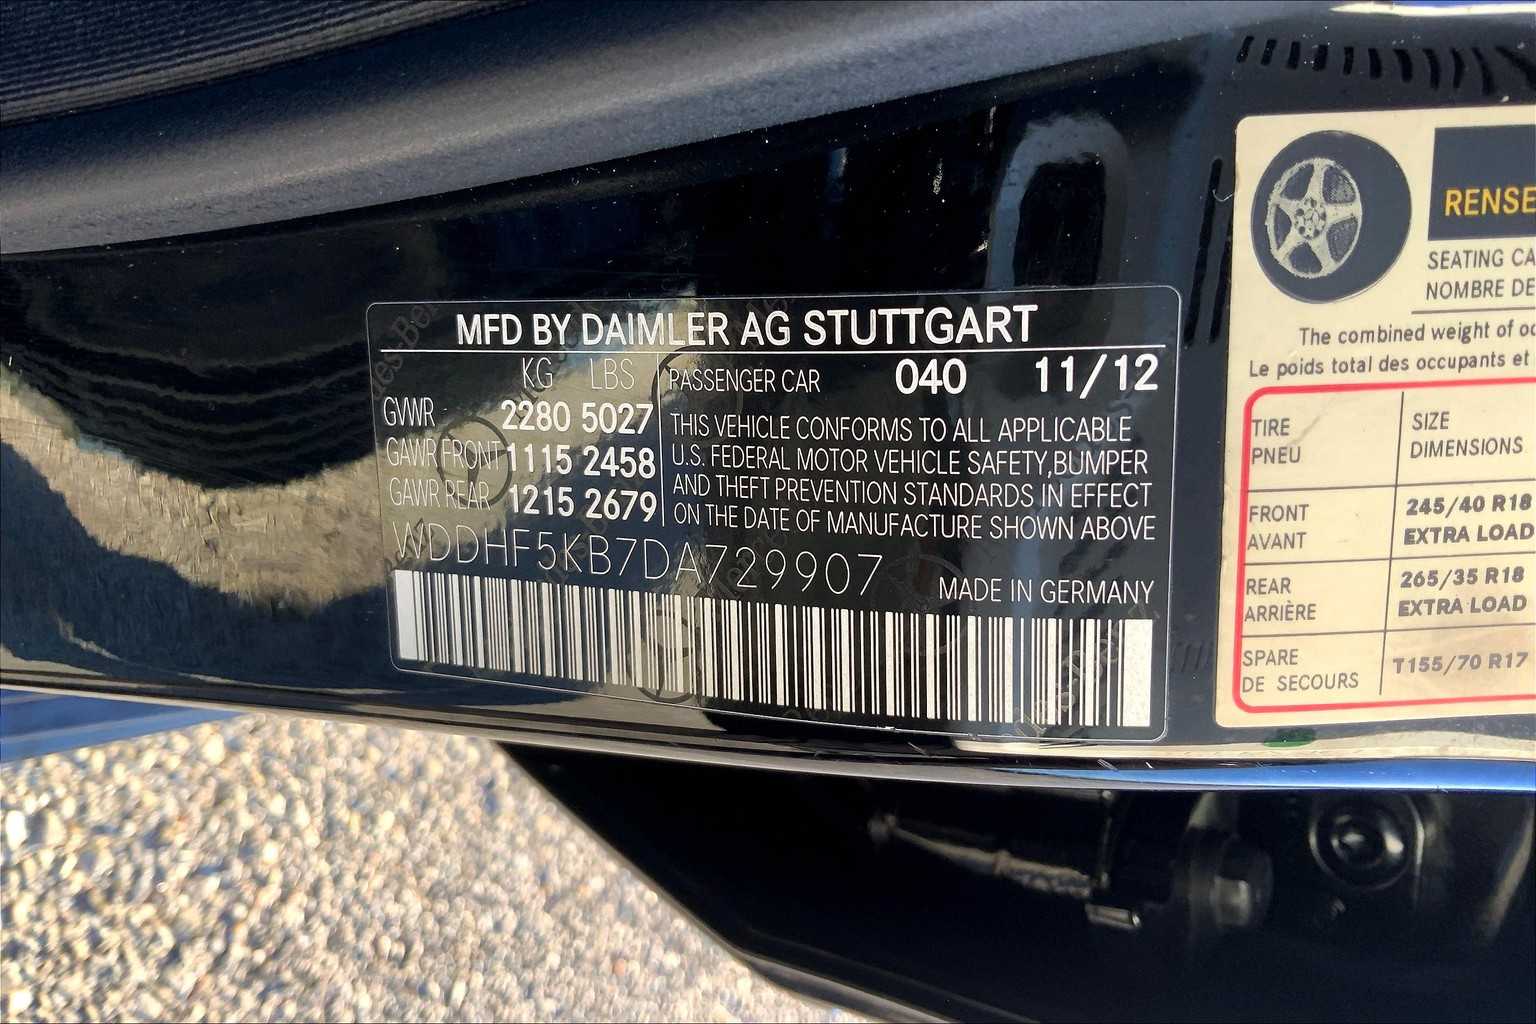 MFD BY DAIMLER AG STUTTGART
KG LBS
GVWR 2280 5027
GAWR FRONT 1115 2458
GAWR REAR 1215 2679
PASSENGER CAR 040 11/12
THIS VEHICLE CONFORMS TO ALL APPLICABLE
U.S. FEDERAL MOTOR VEHICLE SAFETY,BUMPER
AND THEFT PREVENTION STANDARDS IN EFFECT
ON THE DATE OF MANUFACTURE SHOWN ABOVE
WDDHF5KB7DA729907
MADE IN GERMANY
RENSE
SEATING CA
NOMBRE DE
The combined weight of oc
Le poids total des occupants et
TIRE SIZE
PNEU DIMENSIONS
FRONT 245/40 R18
AVANT EXTRA LOAD
REAR 265/35 R18
ARRIÈRE EXTRA LOAD
SPARE T155/70 R17
DE SECOURS